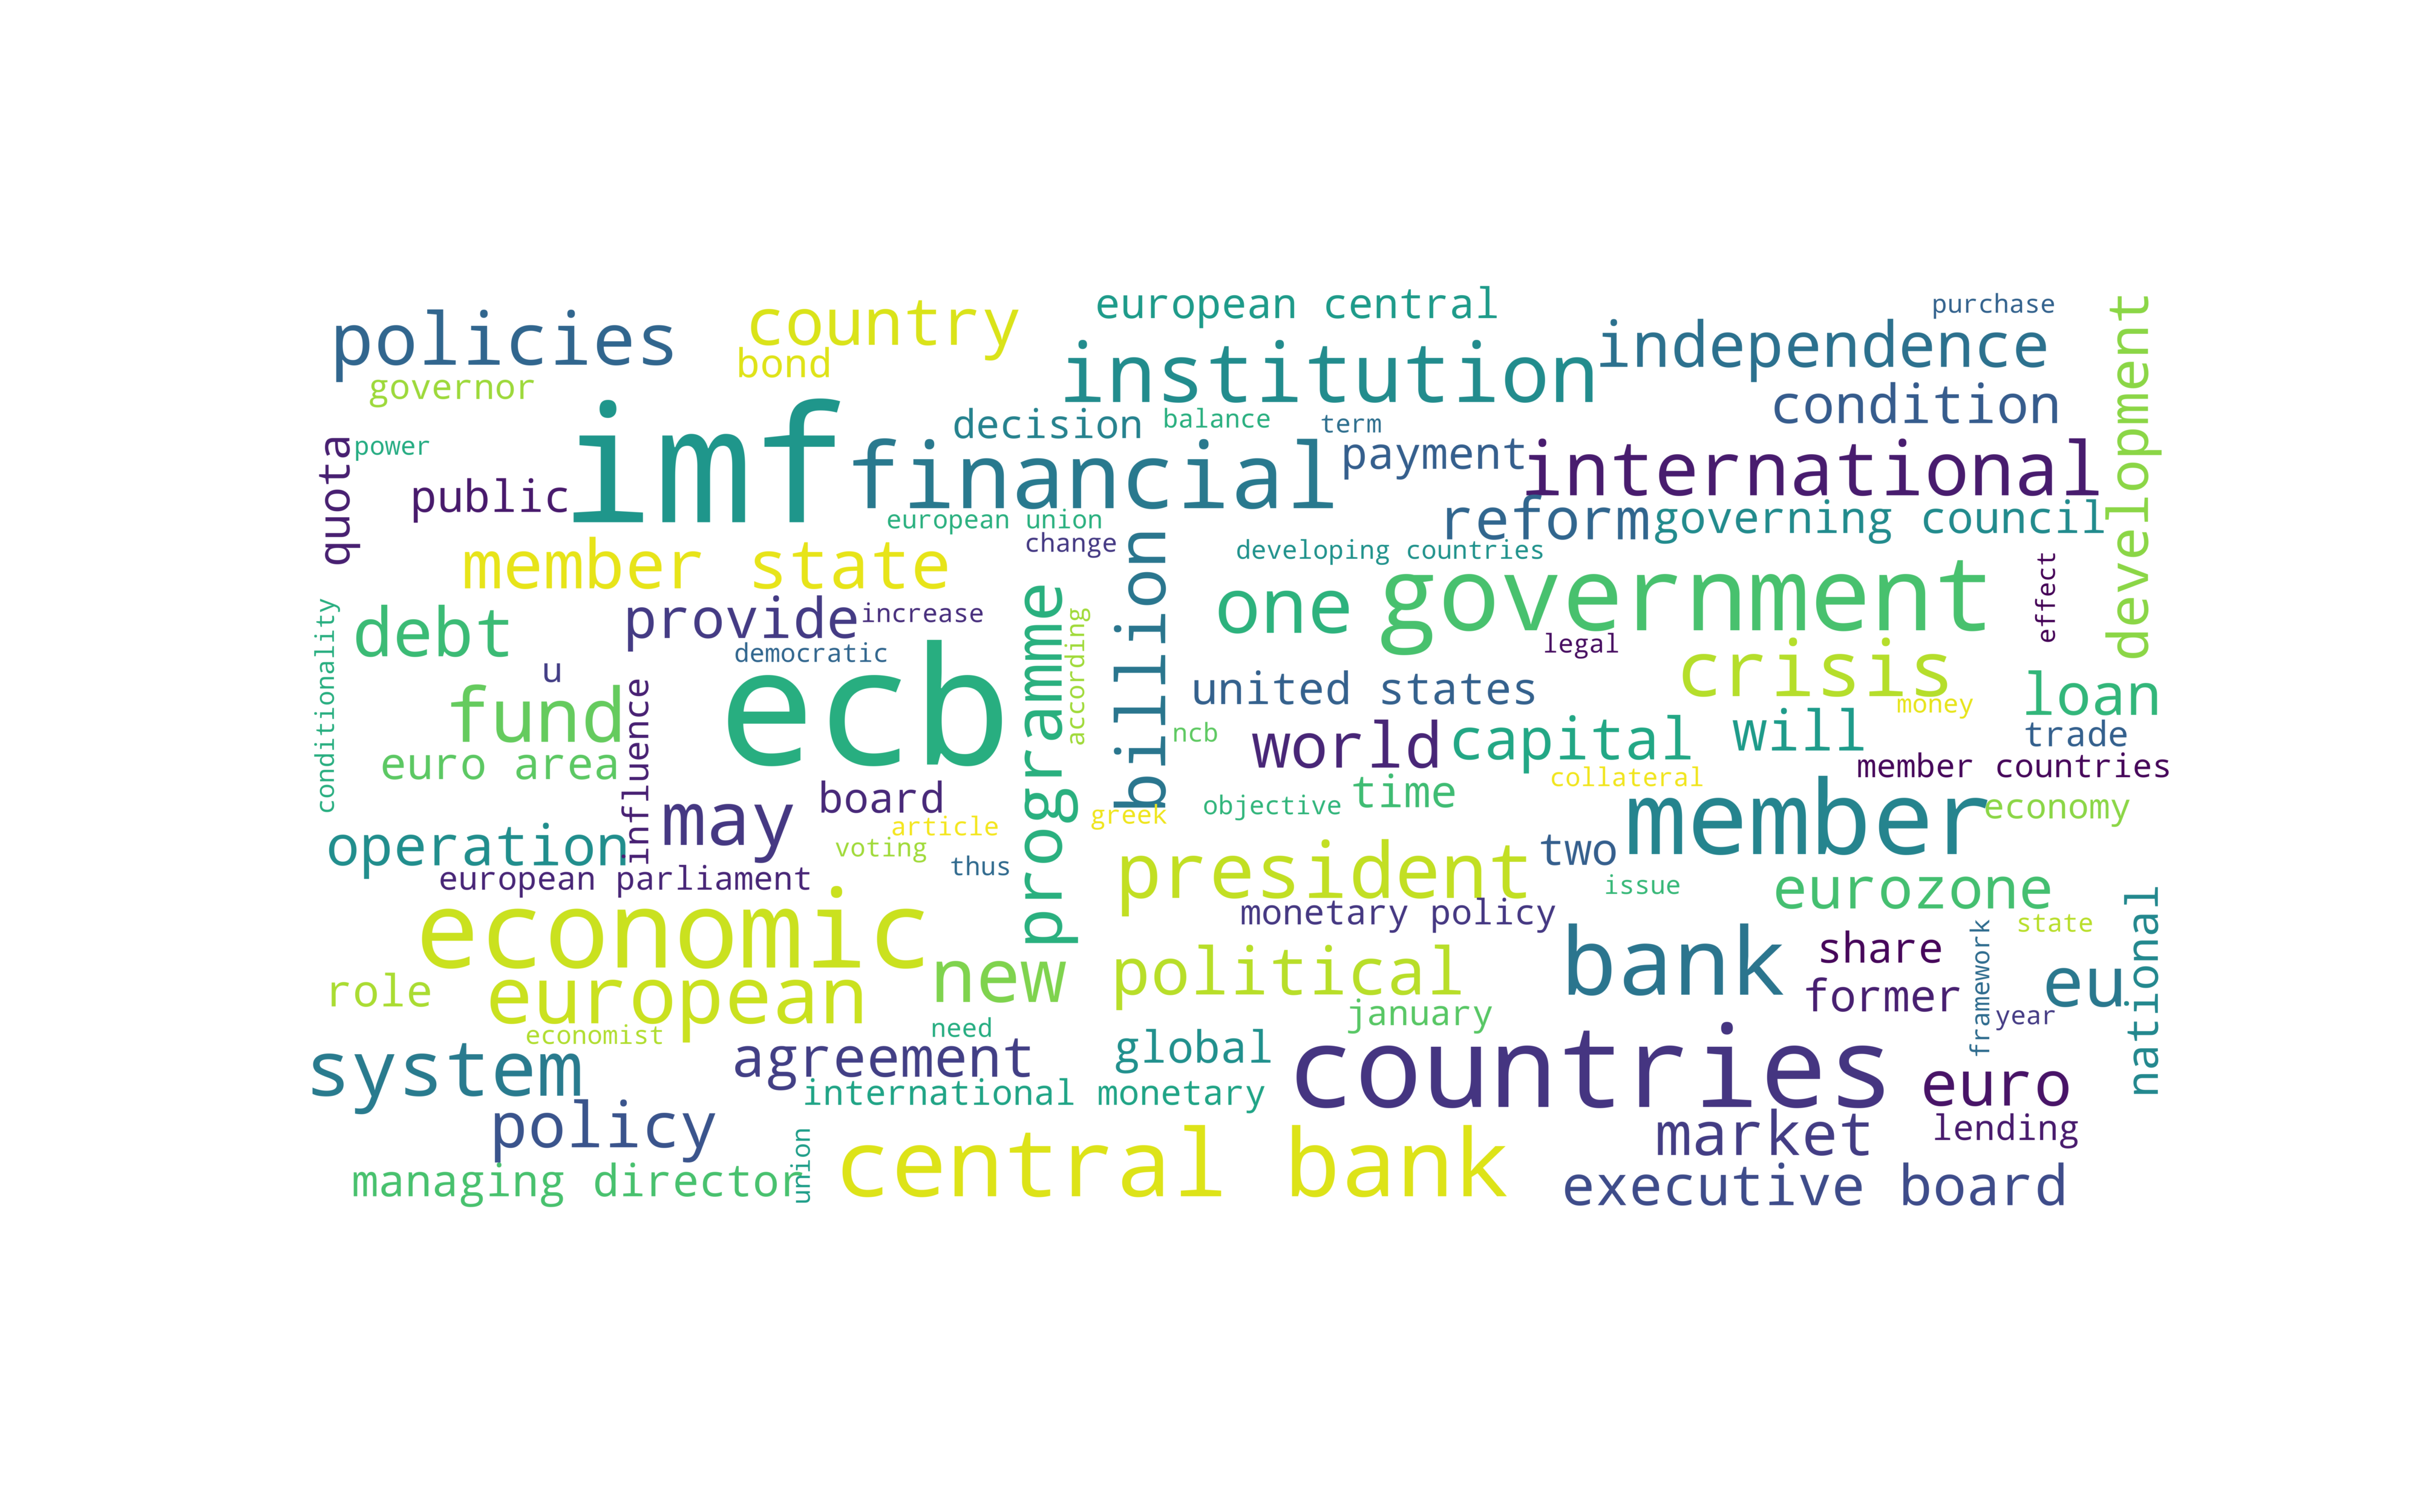 european central
purchase
policies
country
development
institution
independence
bond
governor
imf
condition
decision
balance
term
quota
power
financial
payment
international
public
reform
governing council
european union
change
billion
developing countries
member state
one
government
effect
debt
provide
increase
programme
according
conditionality
democratic
legal
crisis
u
ecb
influence
united states
loan
fund
money
ncb
world
capital
will
trade
euro area
member countries
collateral
may
board
objective
time
member
economy
greek
article
operation
voting
thus
president
two
european parliament
issue
eurozone
economic
monetary policy
national
framework
state
bank
share
new
political
role
european
former
eu
january
year
economist
need
system
agreement
global
countries
euro
international monetary
policy
market
lending
union
managing director
central bank
executive board